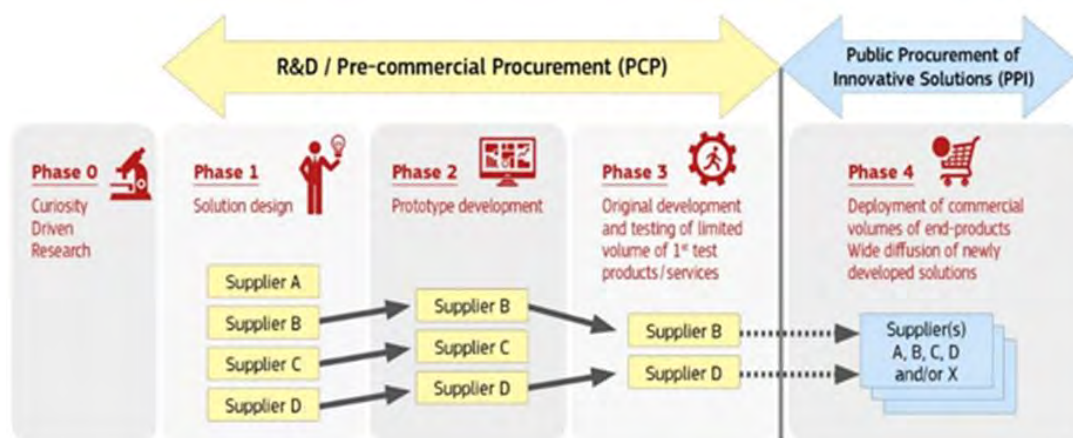 R&D / Pre-commercial Procurement (PCP)
Public Procurement of
Innovative Solutions (PPI)
Phase 0
Curiosity
Driven
Research
Phase 1
Solution design
Supplier A
Supplier B
Supplier C
Supplier D
Phase 2
Prototype development
Supplier B
Supplier C
Supplier D
Phase 3
Original development
and testing of limited
volume of 1st test
products/services
Supplier B
Supplier D
Phase 4
Deployment of commercial
volumes of end-products
Wide diffusion of newly
developed solutions
Supplier(s)
A, B, C, D
and/or X